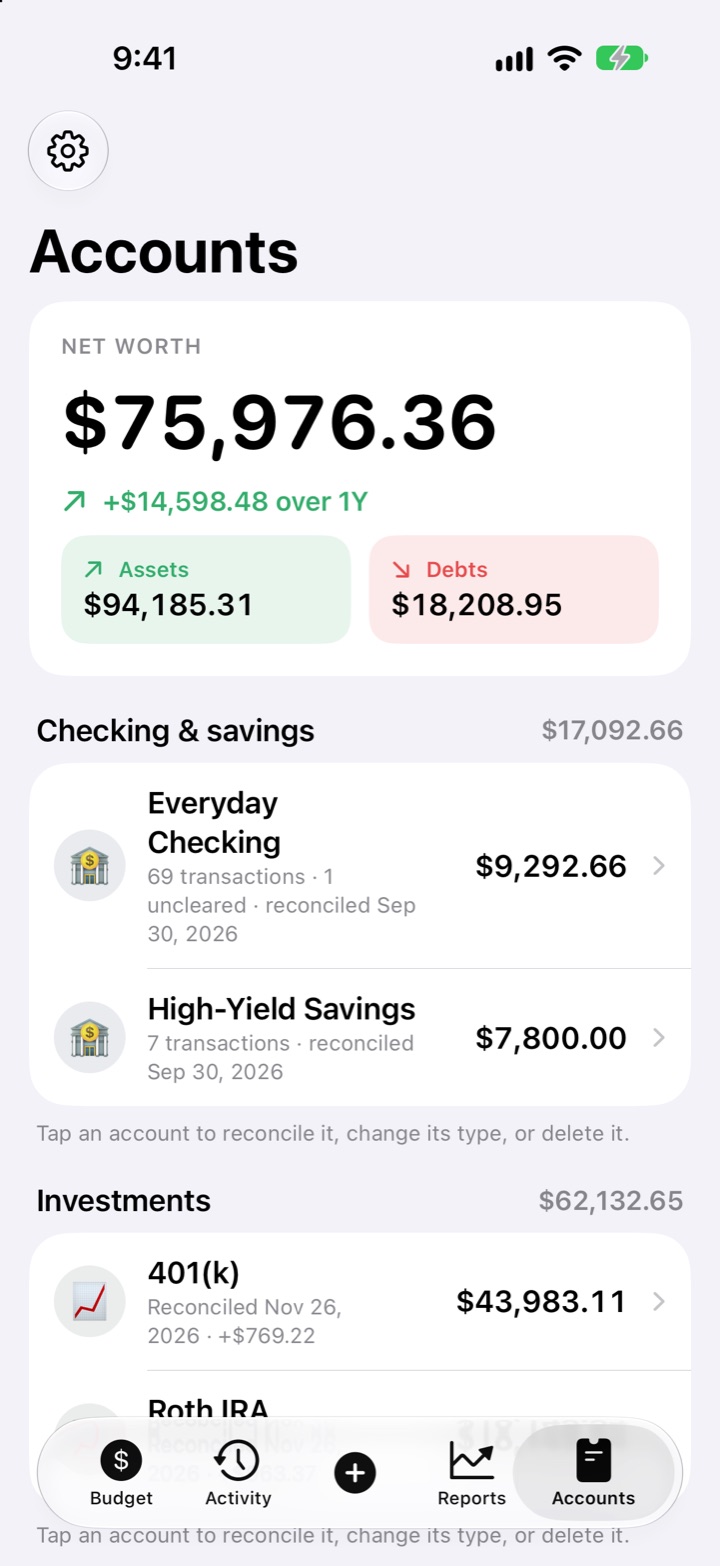 9:41
Accounts
NET WORTH
$75,976.36
+$14,598.48 over 1Y
Assets
$94,185.31
Debts
$18,208.95
Checking & savings
$17,092.66
Everyday
Checking
69 transactions · 1
uncleared · reconciled Sep
30, 2026
$9,292.66
High-Yield Savings
7 transactions · reconciled
Sep 30, 2026
$7,800.00
Tap an account to reconcile it, change its type, or delete it.
Investments
$62,132.65
401(k)
Reconciled Nov 26,
2026 · +$769.22
$43,983.11
Roth IRA
Budget
Activity
Reports
Accounts
Tap an account to reconcile it, change its type, or delete it.